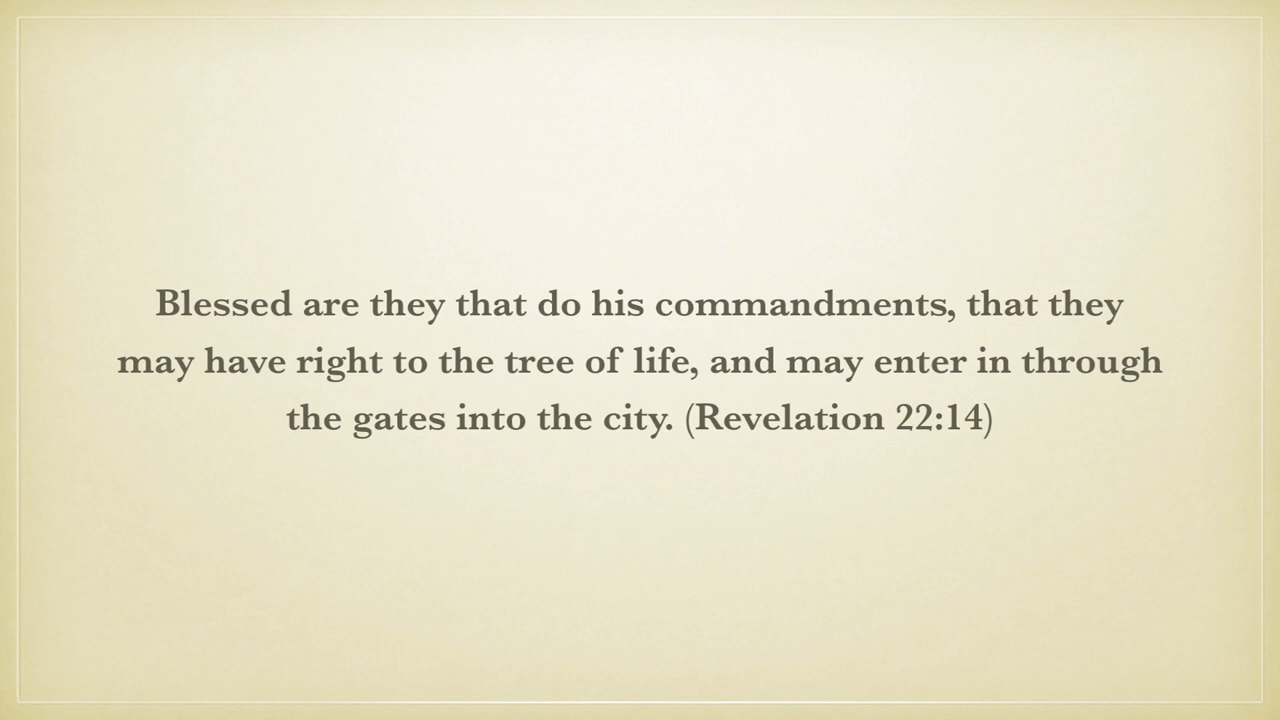 Blessed are they that do his commandments, that they
may have right to the tree of life, and may enter in through
the gates into the city. (Revelation 22:14)